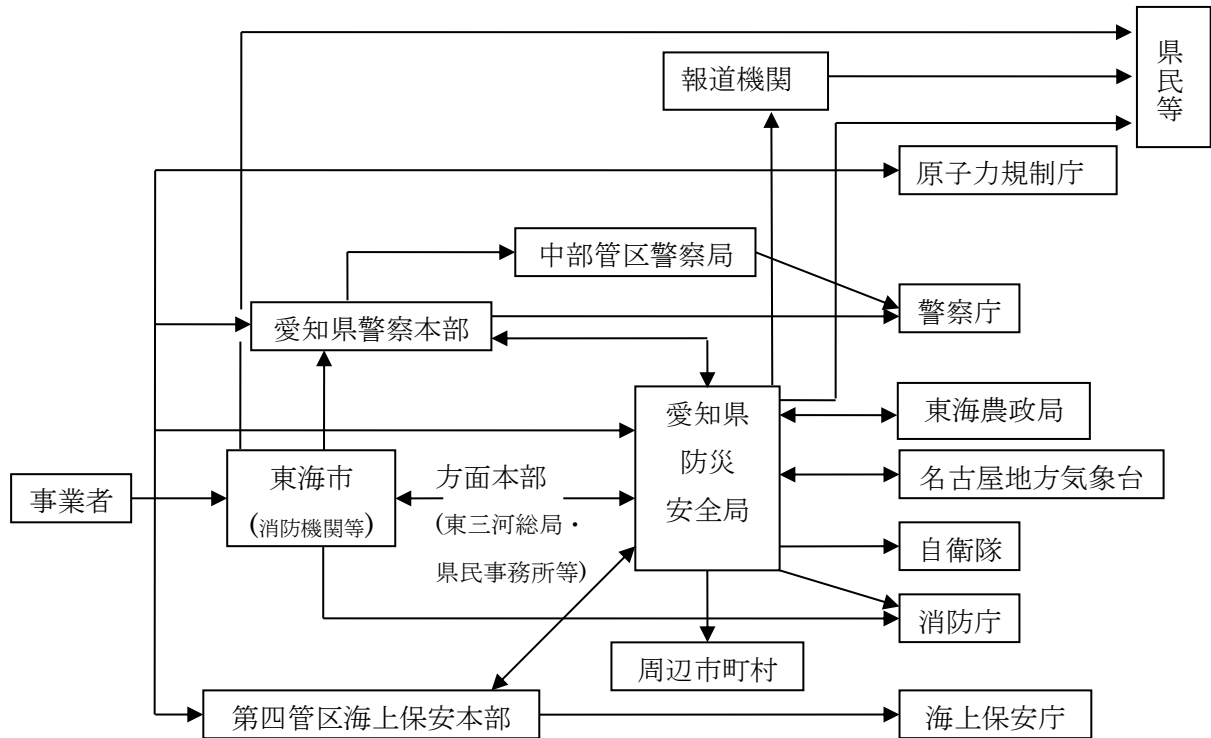 県民等
報道機関
原子力規制庁
中部管区警察局
警察庁
愛知県警察本部
愛知県
防災
安全局
東海農政局
名古屋地方気象台
事業者
東海市
(消防機関等)
方面本部
(東三河総局・
県民事務所等)
自衛隊
消防庁
周辺市町村
第四管区海上保安本部
海上保安庁